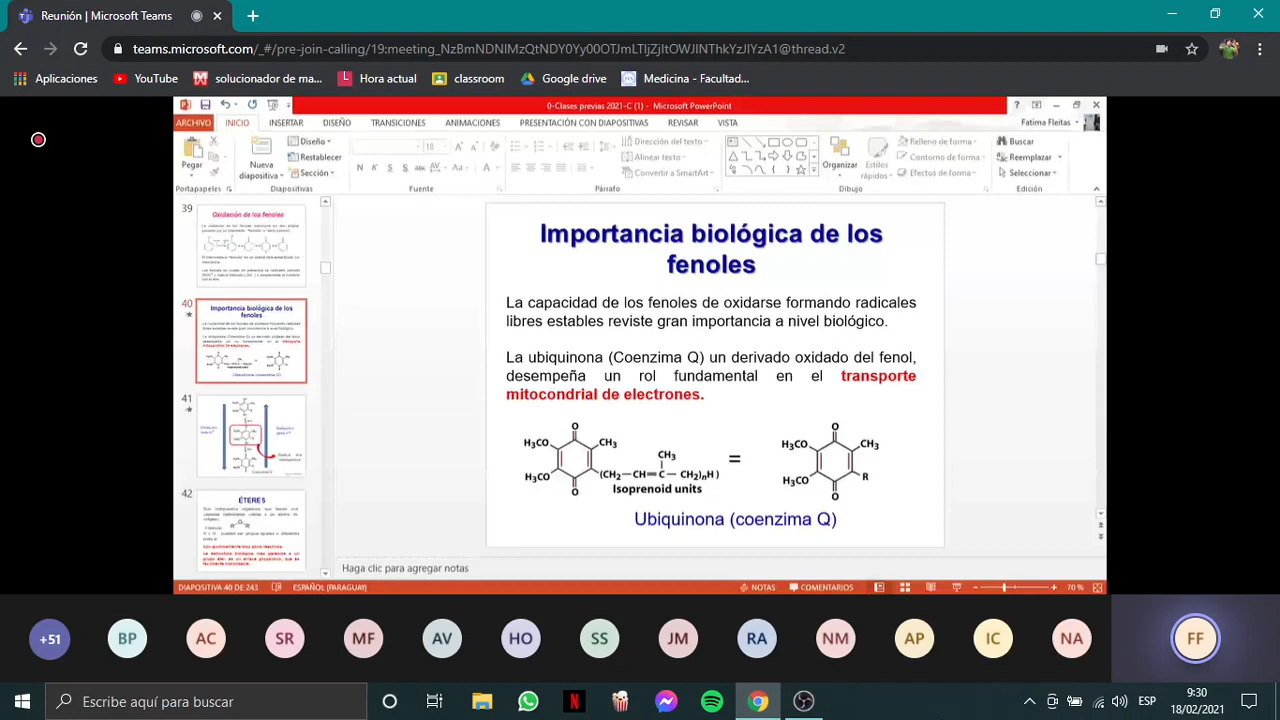 Reunión
teams.microsoft.com/_#/pre-join-calling/19:meeting_NzBmNDNlMzQtNDY0Yy00OTJmLTljZjItOWJlNThkYzJlYzA1@thread.v2
Aplicaciones YouTube solucionador de ma... Hora actual classroom Google drive Medicina - Facultad...
0-Clases previas 2021-C (1) - Microsoft PowerPoint
ARCHIVO INICIO INSERTAR DISEÑO TRANSICIONES ANIMACIONES PRESENTACIÓN CON DIAPOSITIVAS REVISAR VISTA Fatima Fleitas
Pegar
Nueva
diapositiva
Diseño
Restablecer
Sección
18
Dirección del texto
Alinear texto
Convertir a SmartArt
Organizar
Estilos
rápidos
Relleno de forma
Contorno de forma
Efectos de forma
Buscar
Reemplazar
Seleccionar
Portapapeles Diapositivas Fuente Párrafo Dibujo Edición
39
Oxidación de los fenoles
40
Importancia biológica de los
fenoles
41
42
ÉTERES
Importancia biológica de los
fenoles
La capacidad de los fenoles de oxidarse formando radicales
libres estables reviste gran importancia a nivel biológico.
La ubiquinona (Coenzima Q) un derivado oxidado del fenol,
desempeña un rol fundamental en el transporte
mitocondrial de electrones.
O O
H₃CO CH₃ H₃CO CH₃
CH₃ =
H₃CO (CH₂—CH=C—CH₂)ₙH) H₃CO R
O Isoprenoid units O
Ubiquinona (coenzima Q)
Haga clic para agregar notas
DIAPOSITIVA 40 DE 243 ESPAÑOL (PARAGUAY) NOTAS COMENTARIOS 70 %
+51 BP AC SR MF AV HO SS JM RA NM AP IC NA FF
Escribe aquí para buscar
ESP
9:30
18/02/2021